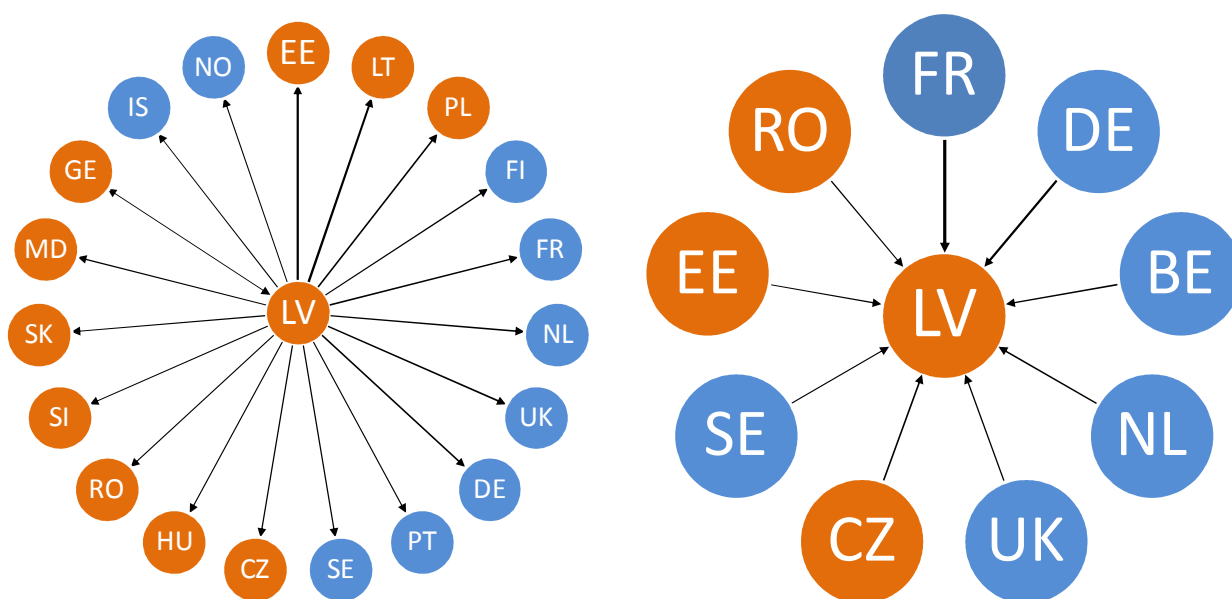 EE
LT
PL
FI
FR
NL
UK
DE
PT
SE
CZ
HU
RO
SI
SK
MD
GE
IS
NO
LV
FR
DE
BE
NL
UK
CZ
SE
EE
RO
LV